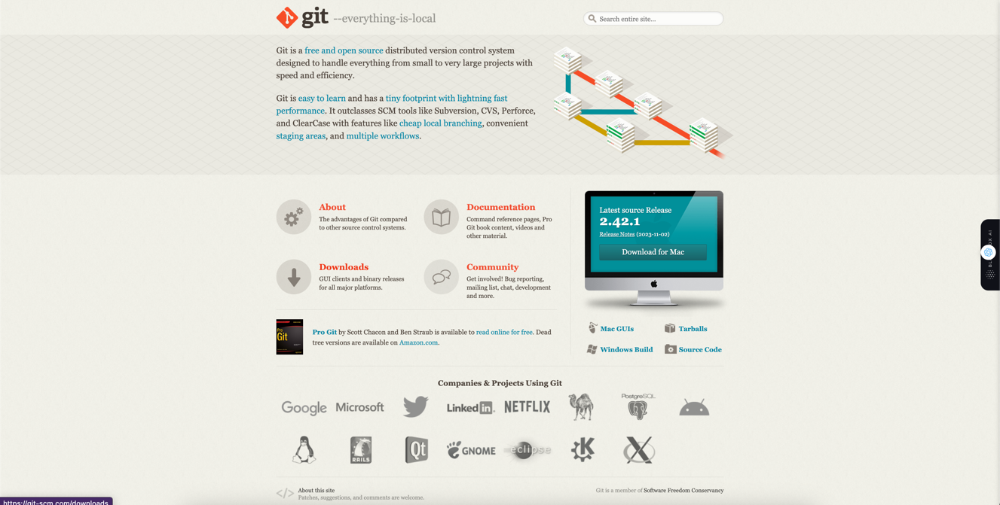 git --everything-is-local
Search entire site...
Git is a free and open source distributed version control system
designed to handle everything from small to very large projects with
speed and efficiency.
Git is easy to learn and has a tiny footprint with lightning fast
performance. It outclasses SCM tools like Subversion, CVS, Perforce,
and ClearCase with features like cheap local branching, convenient
staging areas, and multiple workflows.
About
The advantages of Git compared
to other source control systems.
Documentation
Command reference pages, Pro
Git book content, videos and
other material.
Downloads
GUI clients and binary releases
for all major platforms.
Community
Get involved! Bug reporting,
mailing list, chat, development
and more.
Latest source Release
2.42.1
Release Notes (2023-11-02)
Download for Mac
Mac GUIs
Tarballs
Windows Build
Source Code
Pro
Git
Pro Git by Scott Chacon and Ben Straub is available to read online for free. Dead
tree versions are available on Amazon.com.
Companies & Projects Using Git
Google Microsoft Linked in NETFLIX PostgreSQL
RAILS Qt GNOME eclipse K X
</> About this site
Patches, suggestions, and comments are welcome.
Git is a member of Software Freedom Conservancy
https://git-scm.com/downloads